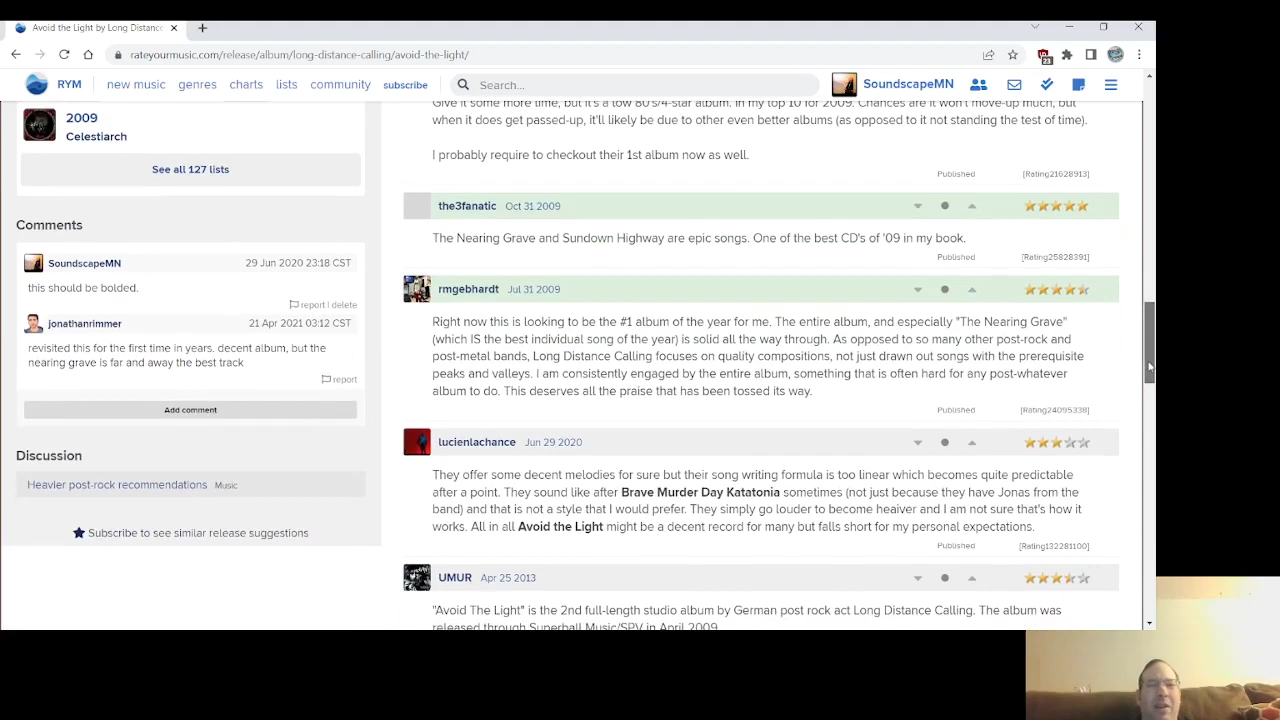 Avoid the Light by Long Distance
rateyourmusic.com/release/album/long-distance-calling/avoid-the-light/
23
RYM new music genres charts lists community subscribe Search... SoundscapeMN
2009
Celestiarch
See all 127 lists
Comments
SoundscapeMN 29 Jun 2020 23:18 CST
this should be bolded.
report | delete
jonathanrimmer 21 Apr 2021 03:12 CST
revisited this for the first time in years. decent album, but the
nearing grave is far and away the best track
report
Add comment
Discussion
Heavier post-rock recommendations Music
Subscribe to see similar release suggestions
Give it some more time, but it's a low 80's/4-star album, in my top 10 for 2009. Chances are it won't move-up much, but
when it does get passed-up, it'll likely be due to other even better albums (as opposed to it not standing the test of time).
I probably require to checkout their 1st album now as well.
Published [Rating21628913]
the3fanatic Oct 31 2009
The Nearing Grave and Sundown Highway are epic songs. One of the best CD's of '09 in my book.
Published [Rating25828391]
rmgebhardt Jul 31 2009
Right now this is looking to be the #1 album of the year for me. The entire album, and especially "The Nearing Grave"
(which IS the best individual song of the year) is solid all the way through. As opposed to so many other post-rock and
post-metal bands, Long Distance Calling focuses on quality compositions, not just drawn out songs with the prerequisite
peaks and valleys. I am consistently engaged by the entire album, something that is often hard for any post-whatever
album to do. This deserves all the praise that has been tossed its way.
Published [Rating24095338]
lucienlachance Jun 29 2020
They offer some decent melodies for sure but their song writing formula is too linear which becomes quite predictable
after a point. They sound like after Brave Murder Day Katatonia sometimes (not just because they have Jonas from the
band) and that is not a style that I would prefer. They simply go louder to become heaiver and I am not sure that's how it
works. All in all Avoid the Light might be a decent record for many but falls short for my personal expectations.
Published [Rating132281100]
UMUR Apr 25 2013
"Avoid The Light" is the 2nd full-length studio album by German post rock act Long Distance Calling. The album was
released through Superball Music/SPV in April 2009.